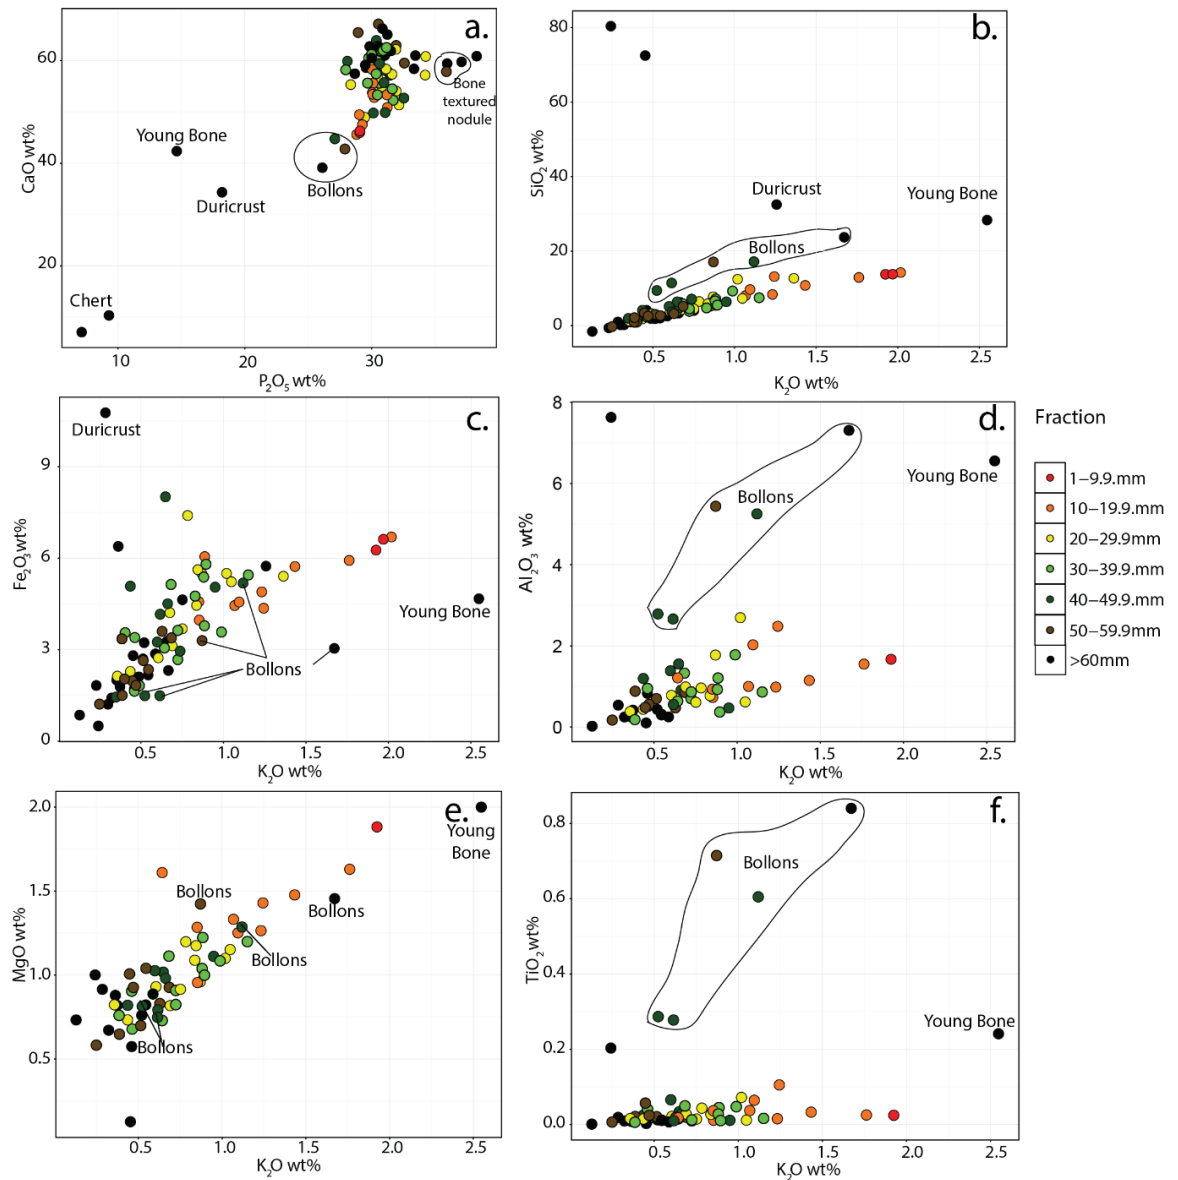 a.
60
40
20
10
20
30
CaO wt%
P₂O₅ wt%
Young Bone
Duricrust
Bollons
Chert
Bone
textured
nodule
b.
80
60
40
20
0
0.5
1.0
1.5
2.0
2.5
SiO₂ wt%
K₂O wt%
Duricrust
Young Bone
Bollons
c.
9
6
3
0
0.5
1.0
1.5
2.0
2.5
Fe₂O₃ wt%
K₂O wt%
Duricrust
Young Bone
Bollons
d.
8
6
4
2
0
0.5
1.0
1.5
2.0
2.5
Al₂O₃ wt%
K₂O wt%
Young Bone
Bollons
Fraction
1−9.9.mm
10−19.9.mm
20−29.9mm
30−39.9.mm
40−49.9.mm
50−59.9mm
>60mm
e.
2.0
1.5
1.0
0.5
0.5
1.0
1.5
2.0
2.5
MgO wt%
K₂O wt%
Young
Bone
Bollons
Bollons
Bollons
Bollons
f.
0.8
0.6
0.4
0.2
0.0
0.5
1.0
1.5
2.0
2.5
TiO₂ wt%
K₂O wt%
Bollons
Young Bone